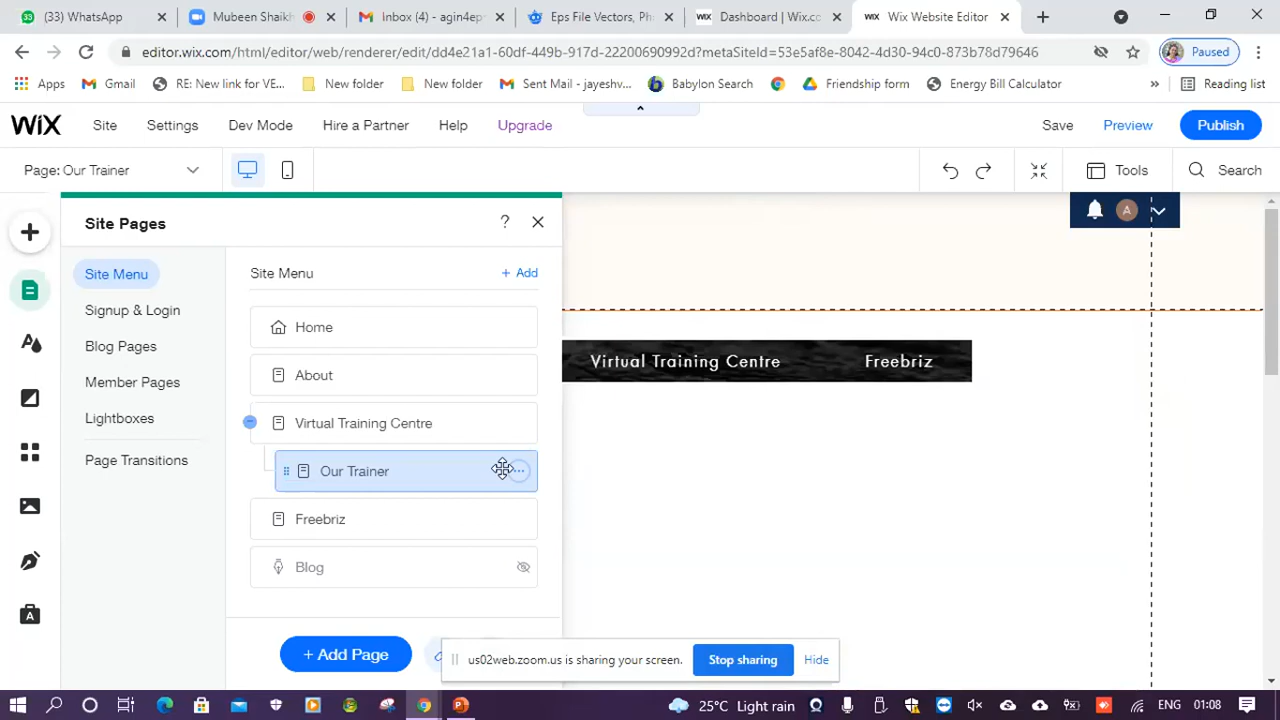 (33) WhatsApp
Mubeen Shaikh
Inbox (4) - agin4ep
Eps File Vectors, Ph
WIX Dashboard | Wix.co
WIX Wix Website Editor
editor.wix.com/html/editor/web/renderer/edit/dd4e21a1-60df-449b-917d-22200690992d?metaSiteId=53e5af8e-8042-4d30-94c0-873b78d79646
Paused
Apps
Gmail
RE: New link for VE...
New folder
New folder
Sent Mail - jayeshv...
Babylon Search
Friendship form
Energy Bill Calculator
»
Reading list
WIX
Site
Settings
Dev Mode
Hire a Partner
Help
Upgrade
Save
Preview
Publish
Page: Our Trainer
Tools
Search
Site Pages
?
A
Site Menu
Signup & Login
Blog Pages
Member Pages
Lightboxes
Page Transitions
Site Menu
+ Add
Home
About
Virtual Training Centre
Our Trainer
Freebriz
Blog
+ Add Page
Virtual Training Centre
Freebriz
us02web.zoom.us is sharing your screen.
Stop sharing
Hide
25°C Light rain
ENG
01:08